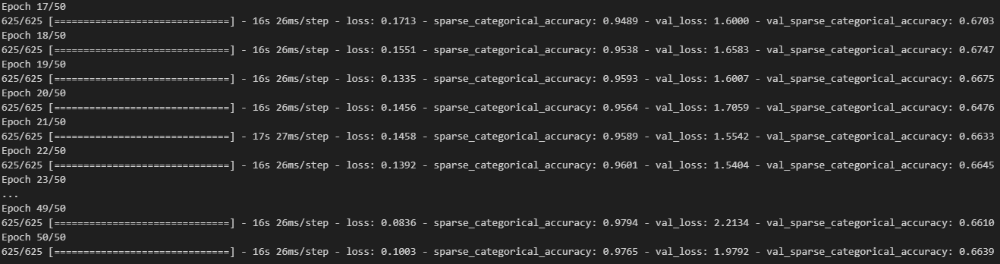 Epoch 17/50
625/625 [==============================] - 16s 26ms/step - loss: 0.1713 - sparse_categorical_accuracy: 0.9489 - val_loss: 1.6000 - val_sparse_categorical_accuracy: 0.6703
Epoch 18/50
625/625 [==============================] - 16s 26ms/step - loss: 0.1551 - sparse_categorical_accuracy: 0.9538 - val_loss: 1.6583 - val_sparse_categorical_accuracy: 0.6747
Epoch 19/50
625/625 [==============================] - 16s 26ms/step - loss: 0.1335 - sparse_categorical_accuracy: 0.9593 - val_loss: 1.6007 - val_sparse_categorical_accuracy: 0.6675
Epoch 20/50
625/625 [==============================] - 16s 26ms/step - loss: 0.1456 - sparse_categorical_accuracy: 0.9564 - val_loss: 1.7059 - val_sparse_categorical_accuracy: 0.6476
Epoch 21/50
625/625 [==============================] - 17s 27ms/step - loss: 0.1458 - sparse_categorical_accuracy: 0.9589 - val_loss: 1.5542 - val_sparse_categorical_accuracy: 0.6633
Epoch 22/50
625/625 [==============================] - 16s 26ms/step - loss: 0.1392 - sparse_categorical_accuracy: 0.9601 - val_loss: 1.5404 - val_sparse_categorical_accuracy: 0.6645
Epoch 23/50
...
Epoch 49/50
625/625 [==============================] - 16s 26ms/step - loss: 0.0836 - sparse_categorical_accuracy: 0.9794 - val_loss: 2.2134 - val_sparse_categorical_accuracy: 0.6610
Epoch 50/50
625/625 [==============================] - 16s 26ms/step - loss: 0.1003 - sparse_categorical_accuracy: 0.9765 - val_loss: 1.9792 - val_sparse_categorical_accuracy: 0.6639